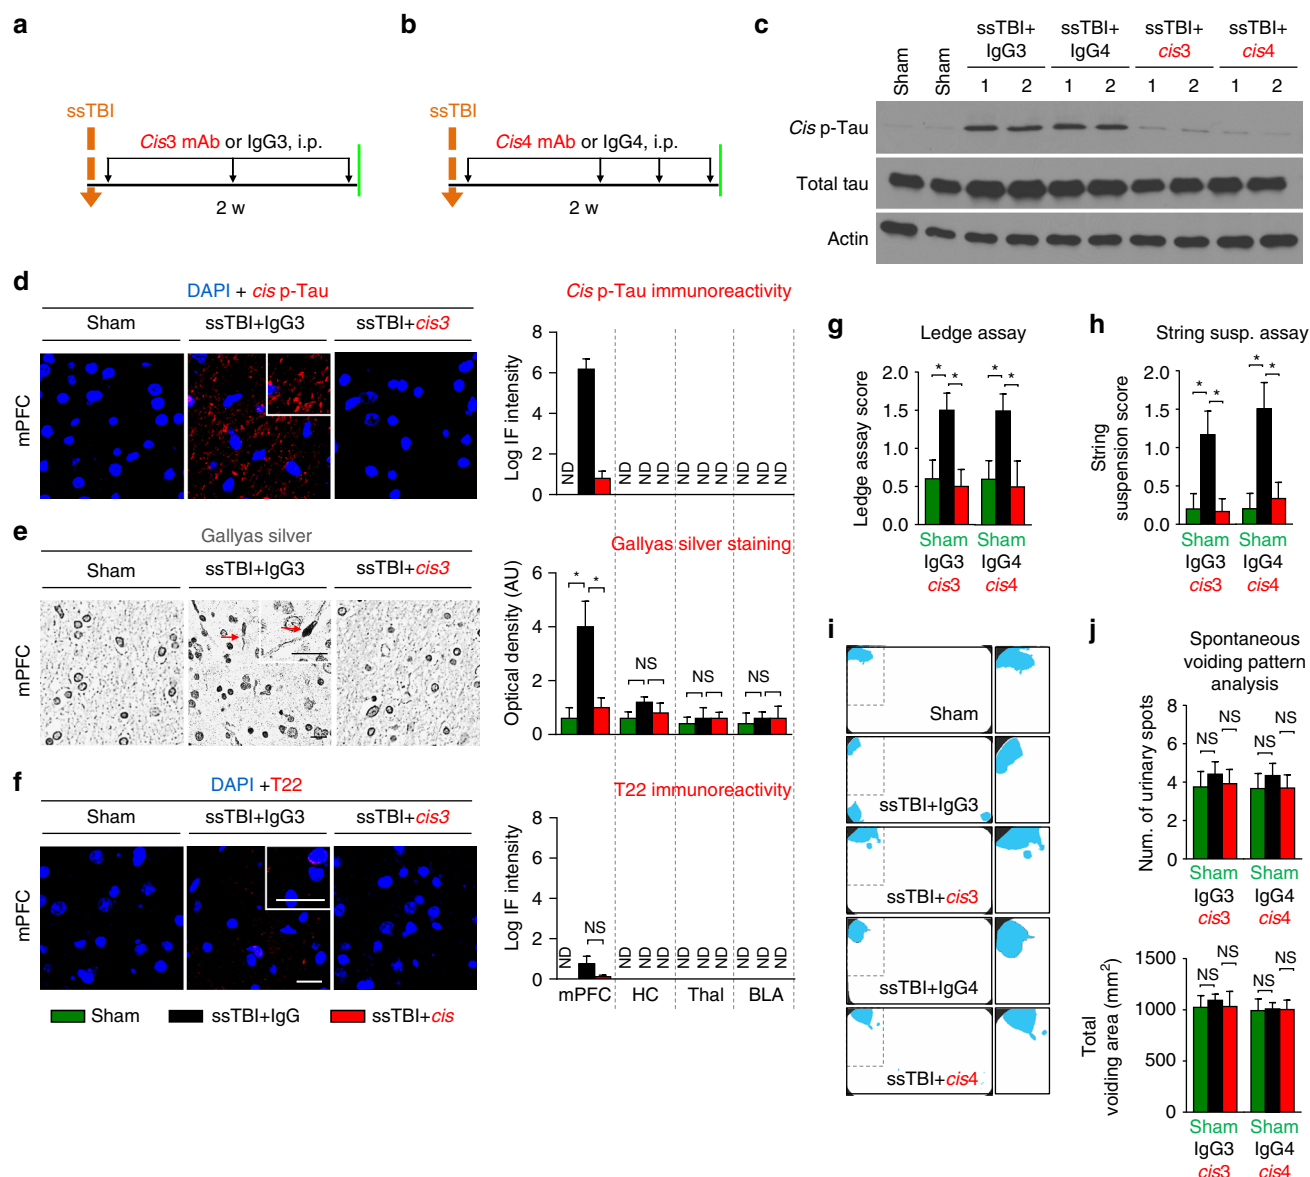 a
ssTBI
Cis3 mAb or IgG3, i.p.
2 w
b
ssTBI
Cis4 mAb or IgG4, i.p.
2 w
c
Sham
Sham
ssTBI+ IgG3
ssTBI+ IgG4
ssTBI+ cis3
ssTBI+ cis4
1 2 1 2 1 2 1 2
Cis p-Tau
Total tau
Actin
d
DAPI + cis p-Tau
Sham ssTBI+IgG3 ssTBI+cis3
mPFC
Cis p-Tau immunoreactivity
Log IF intensity
8
6
4
2
0
ND ND ND ND ND ND ND ND ND ND
e
Gallyas silver
Sham ssTBI+IgG3 ssTBI+cis3
mPFC
Gallyas silver staining
Optical density (AU)
6
4
2
0
* *
NS NS NS
f
DAPI +T22
Sham ssTBI+IgG3 ssTBI+cis3
mPFC
T22 immunoreactivity
Log IF intensity
8
6
4
2
0
ND NS ND ND ND ND ND ND ND ND ND
mPFC HC Thal BLA
Sham ssTBI+IgG ssTBI+cis
g
Ledge assay
Ledge assay score
2.0
1.5
1.0
0.5
0.0
* * * *
Sham Sham
IgG3 IgG4
cis3 cis4
h
String susp. assay
String
suspension score
2.0
1.5
1.0
0.5
0.0
* * * *
Sham Sham
IgG3 IgG4
cis3 cis4
i
Sham
ssTBI+IgG3
ssTBI+cis3
ssTBI+IgG4
ssTBI+cis4
j
Spontaneous
voiding pattern
analysis
Num. of urinary spots
8
6
4
2
0
NS NS NS NS
Sham Sham
IgG3 IgG4
cis3 cis4
Total
voiding area (mm²)
1500
1000
500
0
NS NS NS NS
Sham Sham
IgG3 IgG4
cis3 cis4